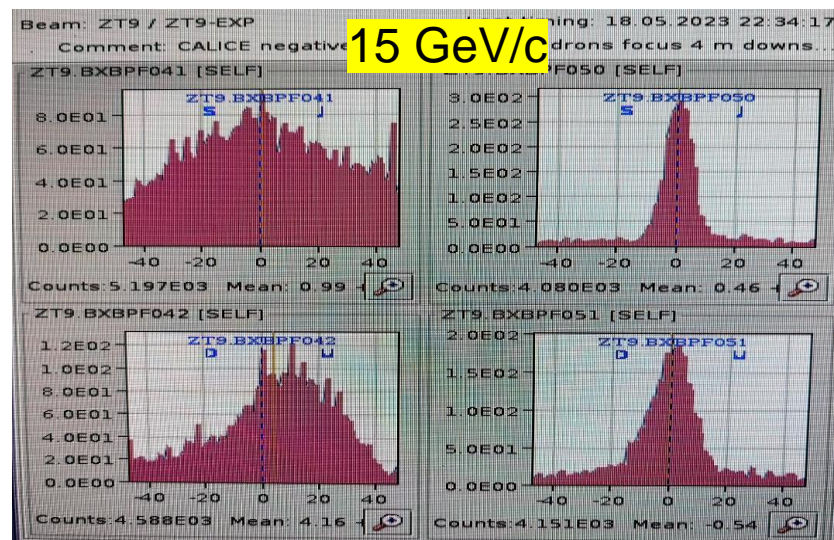 Beam: ZT9 / ZT9-EXP ning: 18.05.2023 22:34:17
Comment: CALICE negative 15 GeV/c drons focus 4 m downs...
ZT9.BXBPF041 [SELF]
ZT9.BXBPF041
S J
8.0E01
6.0E01
4.0E01
2.0E01
0.0E00
-40 -20 0 20 40
Counts:5.197E03 Mean: 0.99
PF050 [SELF]
ZT9.BXBPF050
S J
3.0E02
2.5E02
2.0E02
1.5E02
1.0E02
5.0E01
0.0E00
-40 -20 0 20 40
Counts:4.080E03 Mean: 0.46
ZT9.BXBPF042 [SELF]
ZT9.BXBPF042
D
1.2E02
1.0E02
8.0E01
6.0E01
4.0E01
2.0E01
0.0E00
-40 -20 0 20 40
Counts:4.588E03 Mean: 4.16
ZT9.BXBPF051 [SELF]
ZT9.BXBPF051
D
2.0E02
1.5E02
1.0E02
5.0E01
0.0E00
-40 -20 0 20 40
Counts:4.151E03 Mean: -0.54